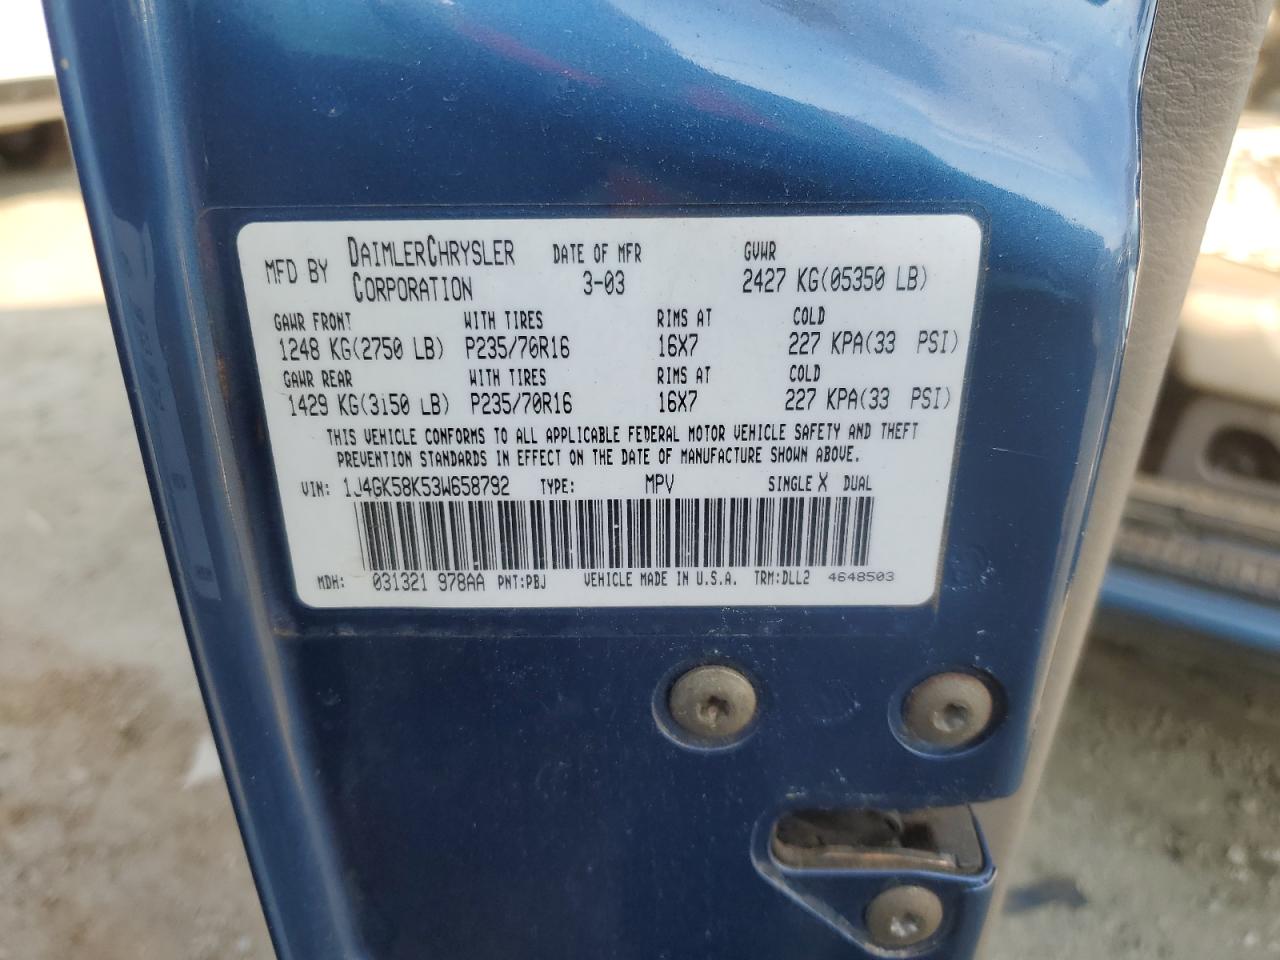 MFD BY DAIMLERCHRYSLER CORPORATION DATE OF MFR 3-03 GVWR 2427 KG(05350 LB)
GAWR FRONT WITH TIRES RIMS AT COLD
1248 KG(2750 LB) P235/70R16 16X7 227 KPA(33 PSI)
GAWR REAR WITH TIRES RIMS AT COLD
1429 KG(3150 LB) P235/70R16 16X7 227 KPA(33 PSI)
THIS VEHICLE CONFORMS TO ALL APPLICABLE FEDERAL MOTOR VEHICLE SAFETY AND THEFT
PREVENTION STANDARDS IN EFFECT ON THE DATE OF MANUFACTURE SHOWN ABOVE.
VIN: 1J4GK58K53W658792 TYPE: MPV SINGLE X DUAL
MDH: 031321 978AA PNT:PBJ VEHICLE MADE IN U.S.A. TRM:DLL2 4648503